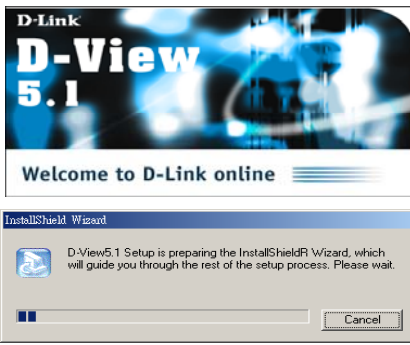 D-Link
D-View
5.1
Welcome to D-Link online
InstallShield Wizard
D-View5.1 Setup is preparing the InstallShieldR Wizard, which
will guide you through the rest of the setup process. Please wait.
Cancel